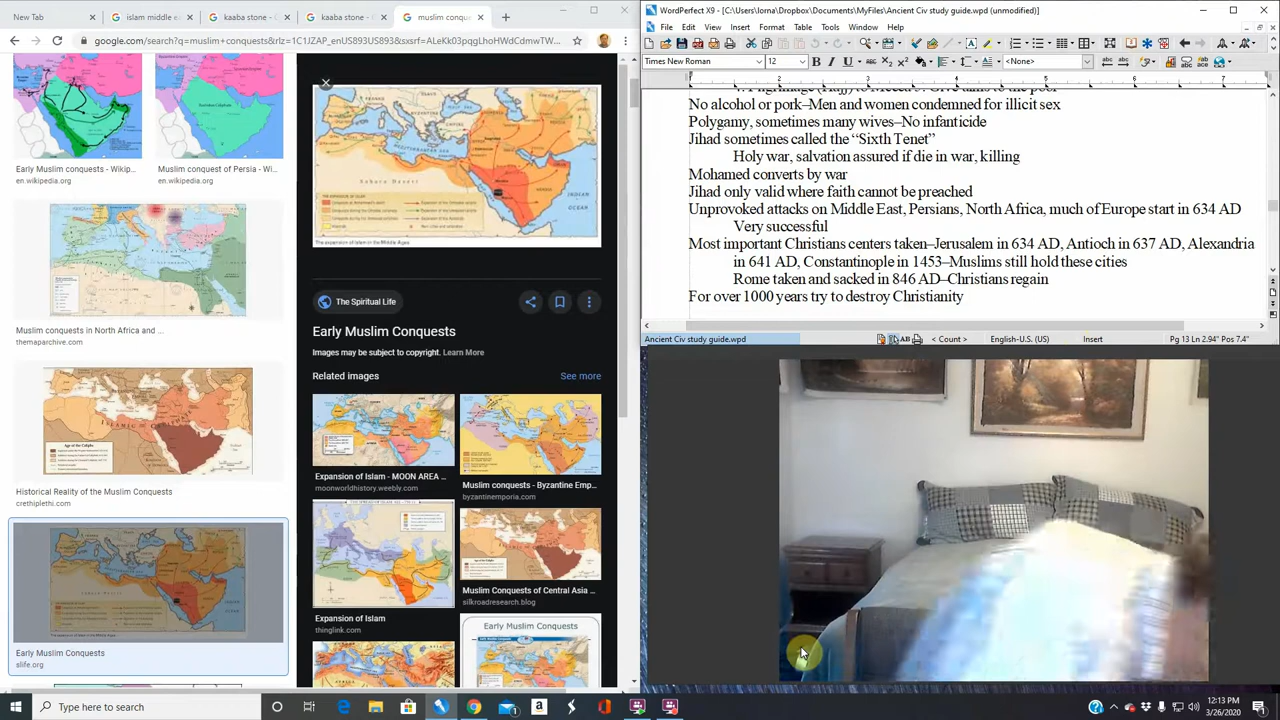 New Tab
islam middle e
kaaba stone - G
kaaba stone - G
muslim conque
google.com/search?q=muslim+conquests&rlz=1C1JZAP_enUS893US893&sxsrf=ALeKk03pqgLhoHWdCdmwTW...
Early Muslim conquests - Wikip...
en.wikipedia.org
Muslim conquest of Persia - Wi...
en.wikipedia.org
Muslim conquests in North Africa and ...
themaparchive.com
Historical Reality of the Muslim Conquests
crethiplethi.com
Early Muslim Conquests
slife.org
The expansion of Islam in the Middle Ages
The Spiritual Life
Early Muslim Conquests
Images may be subject to copyright. Learn More
Related images
See more
Expansion of Islam - MOON AREA ...
moonworldhistory.weebly.com
Muslim conquests - Byzantine Emp...
byzantinemporia.com
Expansion of Islam
thinglink.com
Muslim Conquests of Central Asia ...
silkroadresearch.blog
Early Muslim Conquests
WordPerfect X9 - [C:\Users\lorna\Dropbox\Documents\MyFiles\Ancient Civ study guide.wpd (unmodified)]
File Edit View Insert Format Table Tools Window Help
Times New Roman 12 <None>
No alcohol or pork–Men and women condemned for illicit sex
Polygamy, sometimes many wives–No infanticide
Jihad sometimes called the “Sixth Tenet”
Holy war, salvation assured if die in war, killing
Mohamed converts by war
Jihad only valid where faith cannot be preached
Unprovoked attacks on Middle East, Persians, North African much of Europe start in 634 AD
Very successful
Most important Christians centers taken–Jerusalem in 634 AD, Antioch in 637 AD, Alexandria
in 641 AD, Constantinople in 1453–Muslims still hold these cities
Rome taken and sacked in 846 AD–Christians regain
For over 1000 years try to destroy Christianity
Ancient Civ study guide.wpd
< Count >
English-U.S. (US)
Insert
Pg 13 Ln 2.94" Pos 7.4"
Type here to search
12:13 PM
3/26/2020